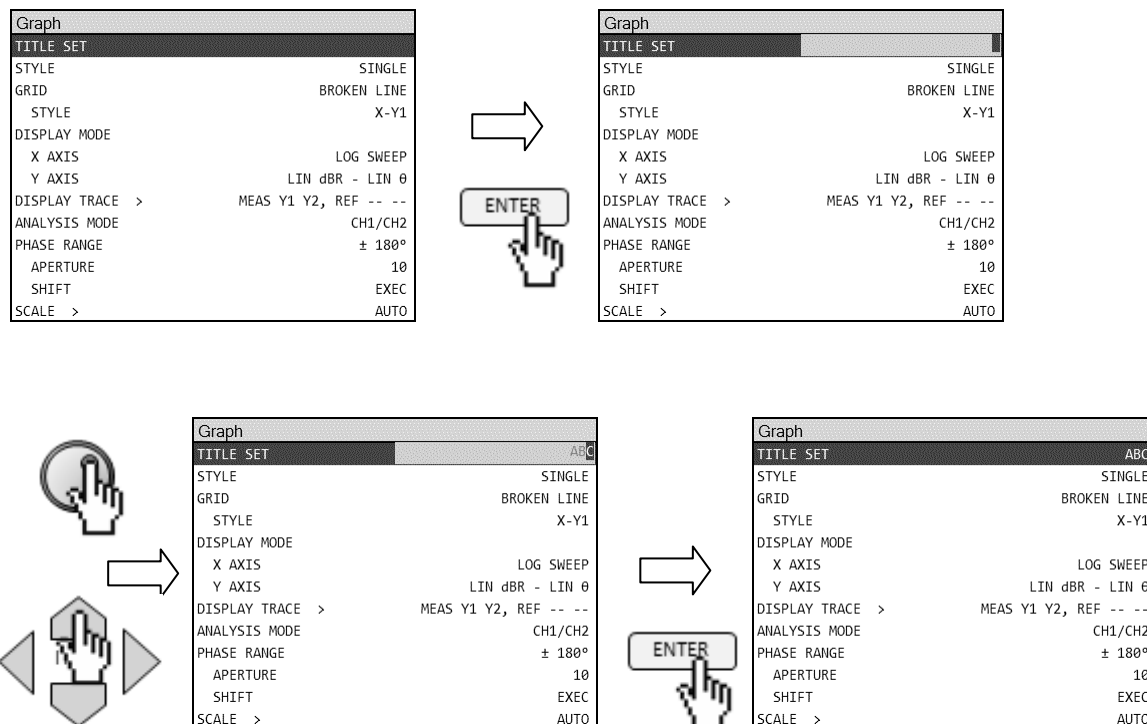 Graph
TITLE SET
STYLE SINGLE
GRID BROKEN LINE
STYLE X-Y1
DISPLAY MODE
X AXIS LOG SWEEP
Y AXIS LIN dBR - LIN θ
DISPLAY TRACE > MEAS Y1 Y2, REF -- --
ANALYSIS MODE CH1/CH2
PHASE RANGE ± 180°
APERTURE 10
SHIFT EXEC
SCALE > AUTO
ENTER
Graph
TITLE SET
STYLE SINGLE
GRID BROKEN LINE
STYLE X-Y1
DISPLAY MODE
X AXIS LOG SWEEP
Y AXIS LIN dBR - LIN θ
DISPLAY TRACE > MEAS Y1 Y2, REF -- --
ANALYSIS MODE CH1/CH2
PHASE RANGE ± 180°
APERTURE 10
SHIFT EXEC
SCALE > AUTO
Graph
TITLE SET ABC
STYLE SINGLE
GRID BROKEN LINE
STYLE X-Y1
DISPLAY MODE
X AXIS LOG SWEEP
Y AXIS LIN dBR - LIN θ
DISPLAY TRACE > MEAS Y1 Y2, REF -- --
ANALYSIS MODE CH1/CH2
PHASE RANGE ± 180°
APERTURE 10
SHIFT EXEC
SCALE > AUTO
ENTER
Graph
TITLE SET ABC
STYLE SINGLE
GRID BROKEN LINE
STYLE X-Y1
DISPLAY MODE
X AXIS LOG SWEEP
Y AXIS LIN dBR - LIN θ
DISPLAY TRACE > MEAS Y1 Y2, REF -- --
ANALYSIS MODE CH1/CH2
PHASE RANGE ± 180°
APERTURE 10
SHIFT EXEC
SCALE > AUTO